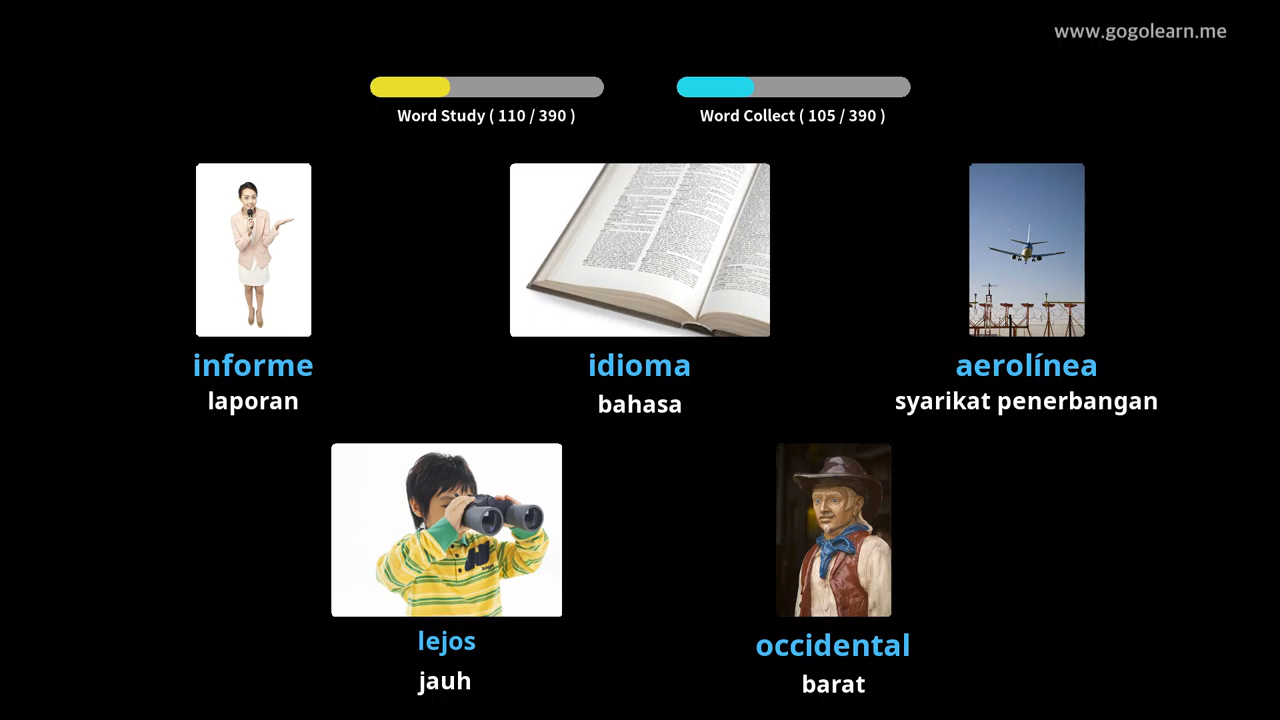 www.gogolearn.me
Word Study ( 110 / 390 )
Word Collect ( 105 / 390 )
informe
laporan
idioma
bahasa
aerolínea
syarikat penerbangan
lejos
jauh
occidental
barat